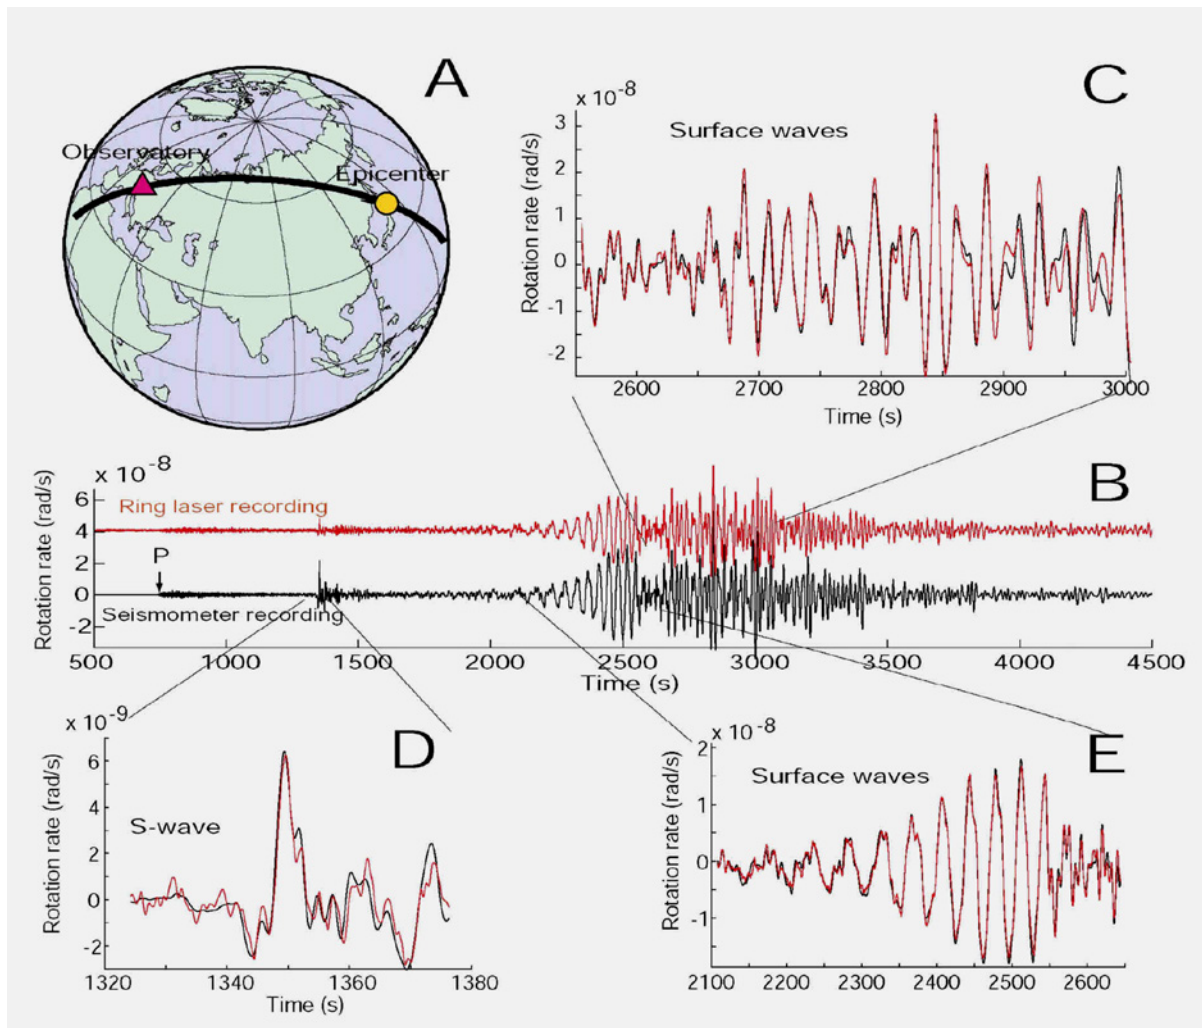 A
Observatory
Epicenter
C
x 10-8
Surface waves
Rotation rate (rad/s)
3
2
1
0
-1
-2
2600 2700 2800 2900 3000
Time (s)
B
x 10-8
Rotation rate (rad/s)
6
4
2
0
-2
Ring laser recording
P
Seismometer recording
500 1000 1500 2000 2500 3000 3500 4000 4500
Time (s)
D
x 10-9
Rotation rate (rad/s)
6
4
2
0
-2
S-wave
1320 1340 1360 1380
Time (s)
E
x 10-8
Surface waves
Rotation rate (rad/s)
2
1
0
-1
2100 2200 2300 2400 2500 2600